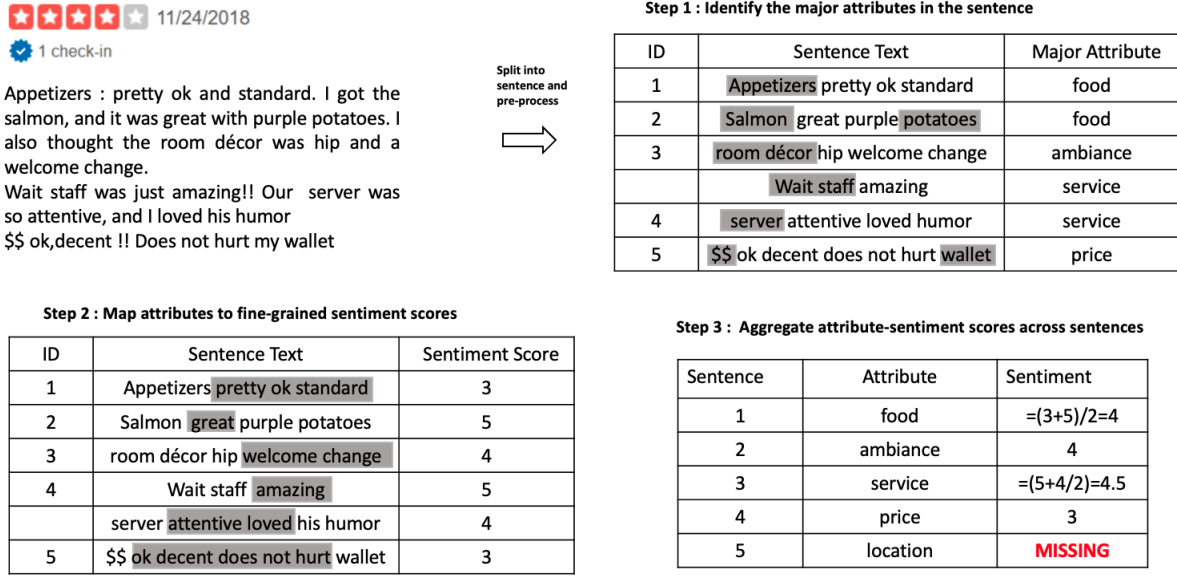 11/24/2018
1 check-in
Appetizers : pretty ok and standard. I got the
salmon, and it was great with purple potatoes. I
also thought the room décor was hip and a
welcome change.
Wait staff was just amazing!! Our server was
so attentive, and I loved his humor
$$ ok,decent !! Does not hurt my wallet
Split into
sentence and
pre-process
Step 1 : Identify the major attributes in the sentence
ID Sentence Text Major Attribute
1 Appetizers pretty ok standard food
2 Salmon great purple potatoes food
3 room décor hip welcome change ambiance
Wait staff amazing service
4 server attentive loved humor service
5 $$ ok decent does not hurt wallet price
Step 2 : Map attributes to fine-grained sentiment scores
ID Sentence Text Sentiment Score
1 Appetizers pretty ok standard 3
2 Salmon great purple potatoes 5
3 room décor hip welcome change 4
4 Wait staff amazing 5
server attentive loved his humor 4
5 $$ ok decent does not hurt wallet 3
Step 3 : Aggregate attribute-sentiment scores across sentences
Sentence Attribute Sentiment
1 food =(3+5)/2=4
2 ambiance 4
3 service =(5+4/2)=4.5
4 price 3
5 location MISSING